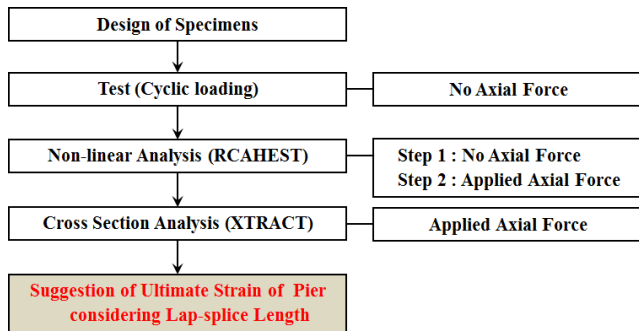 Design of Specimens
Test (Cyclic loading)
No Axial Force
Non-linear Analysis (RCAHEST)
Step 1 : No Axial Force
Step 2 : Applied Axial Force
Cross Section Analysis (XTRACT)
Applied Axial Force
Suggestion of Ultimate Strain of Pier
considering Lap-splice Length